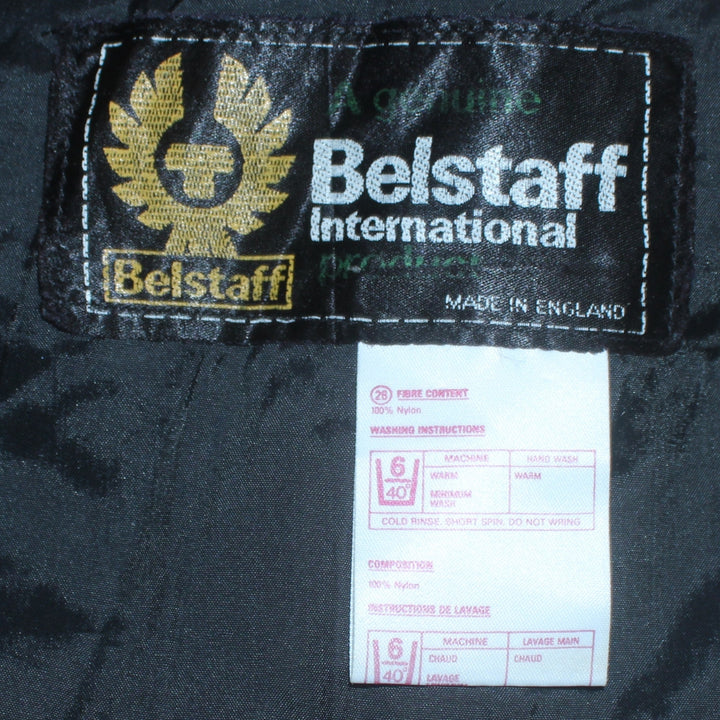 A genuine
Belstaff
International
product
Belstaff
MADE IN ENGLAND
26 FIBRE CONTENT
100% Nylon
WASHING INSTRUCTIONS
6 MACHINE HAND WASH
40° WARM WARM
MINIMUM
WASH
COLD RINSE. SHORT SPIN. DO NOT WRING
COMPOSITION
100% Nylon
INSTRUCTIONS DE LAVAGE
6 MACHINE LAVAGE MAIN
40° CHAUD CHAUD
LAVAGE